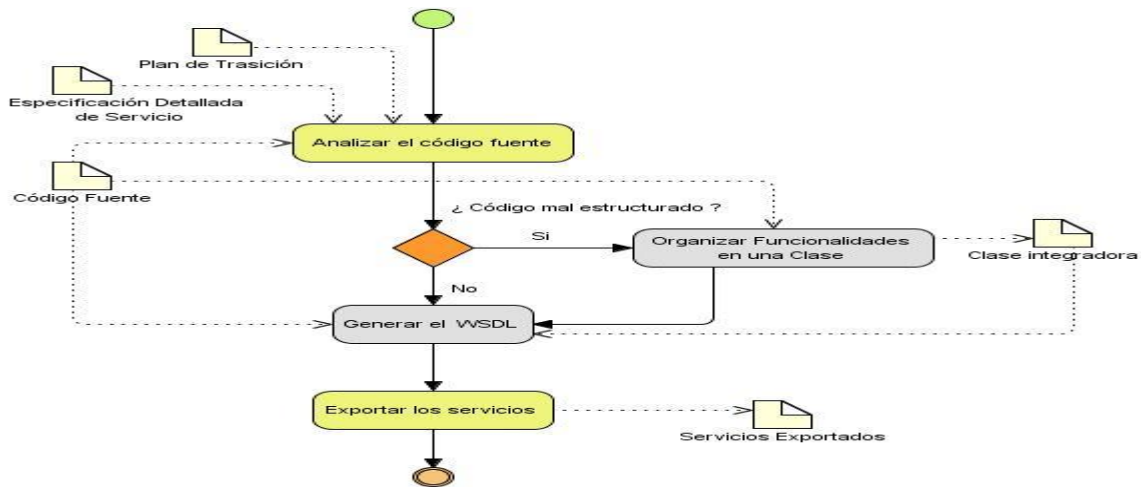 Plan de Trasición
Especificación Detallada
de Servicio
Analizar el código fuente
Código Fuente
¿ Código mal estructurado ?
Si
Organizar Funcionalidades
en una Clase
Clase integradora
No
Generar el WSDL
Exportar los servicios
Servicios Exportados